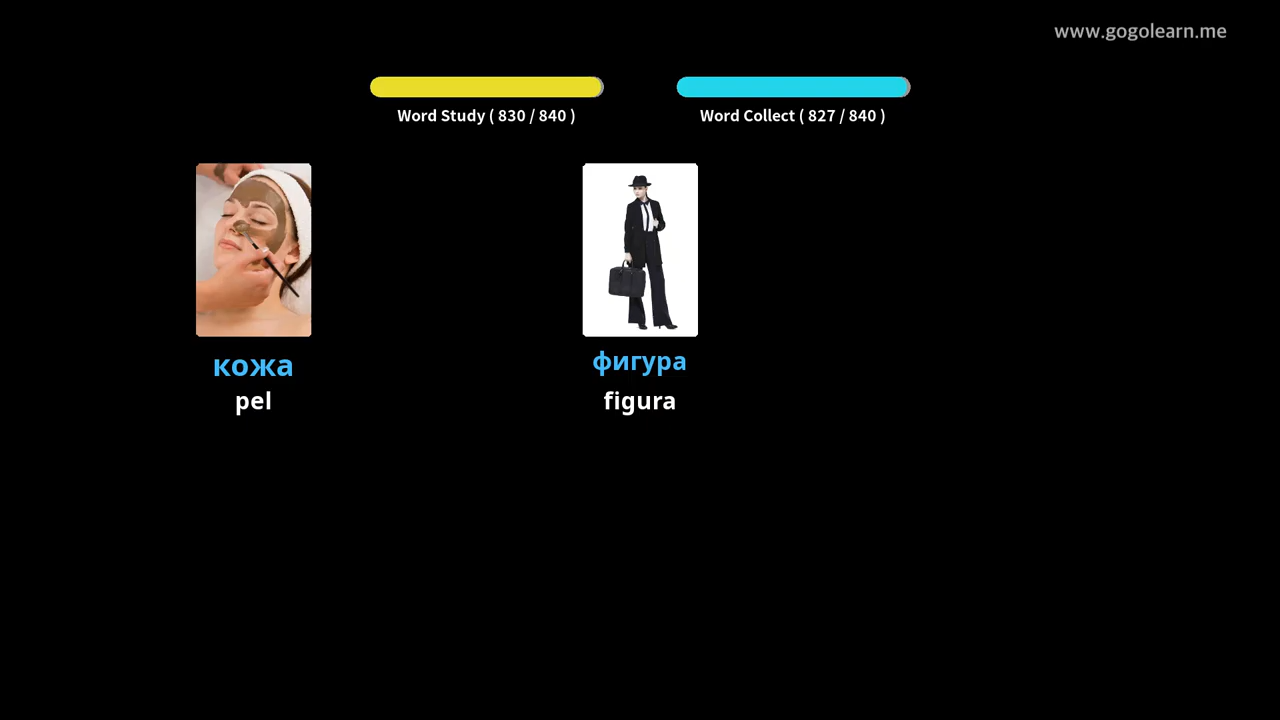 www.gogolearn.me
Word Study ( 830 / 840 )
Word Collect ( 827 / 840 )
кожа
pel
фигура
figura